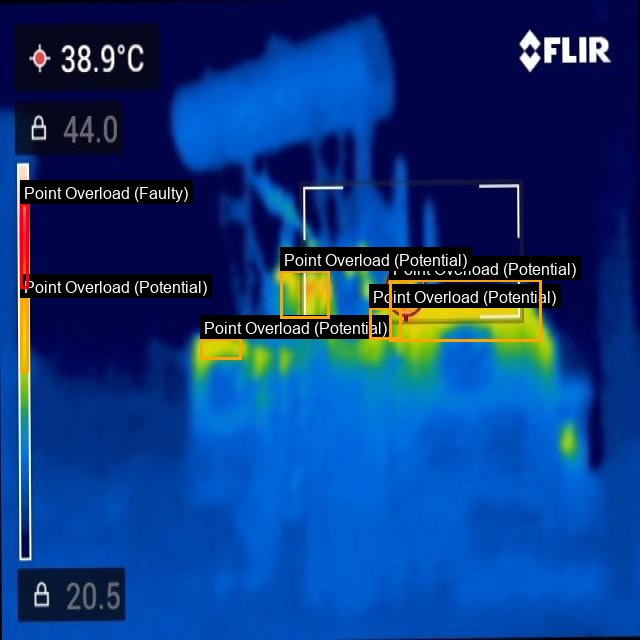 38.9°C
FLIR
44.0
Point Overload (Faulty)
Point Overload (Potential)
Point Overload (Potential)
Point Overload (Potential)
Point Overload (Potential)
Point Overload (Potential)
20.5